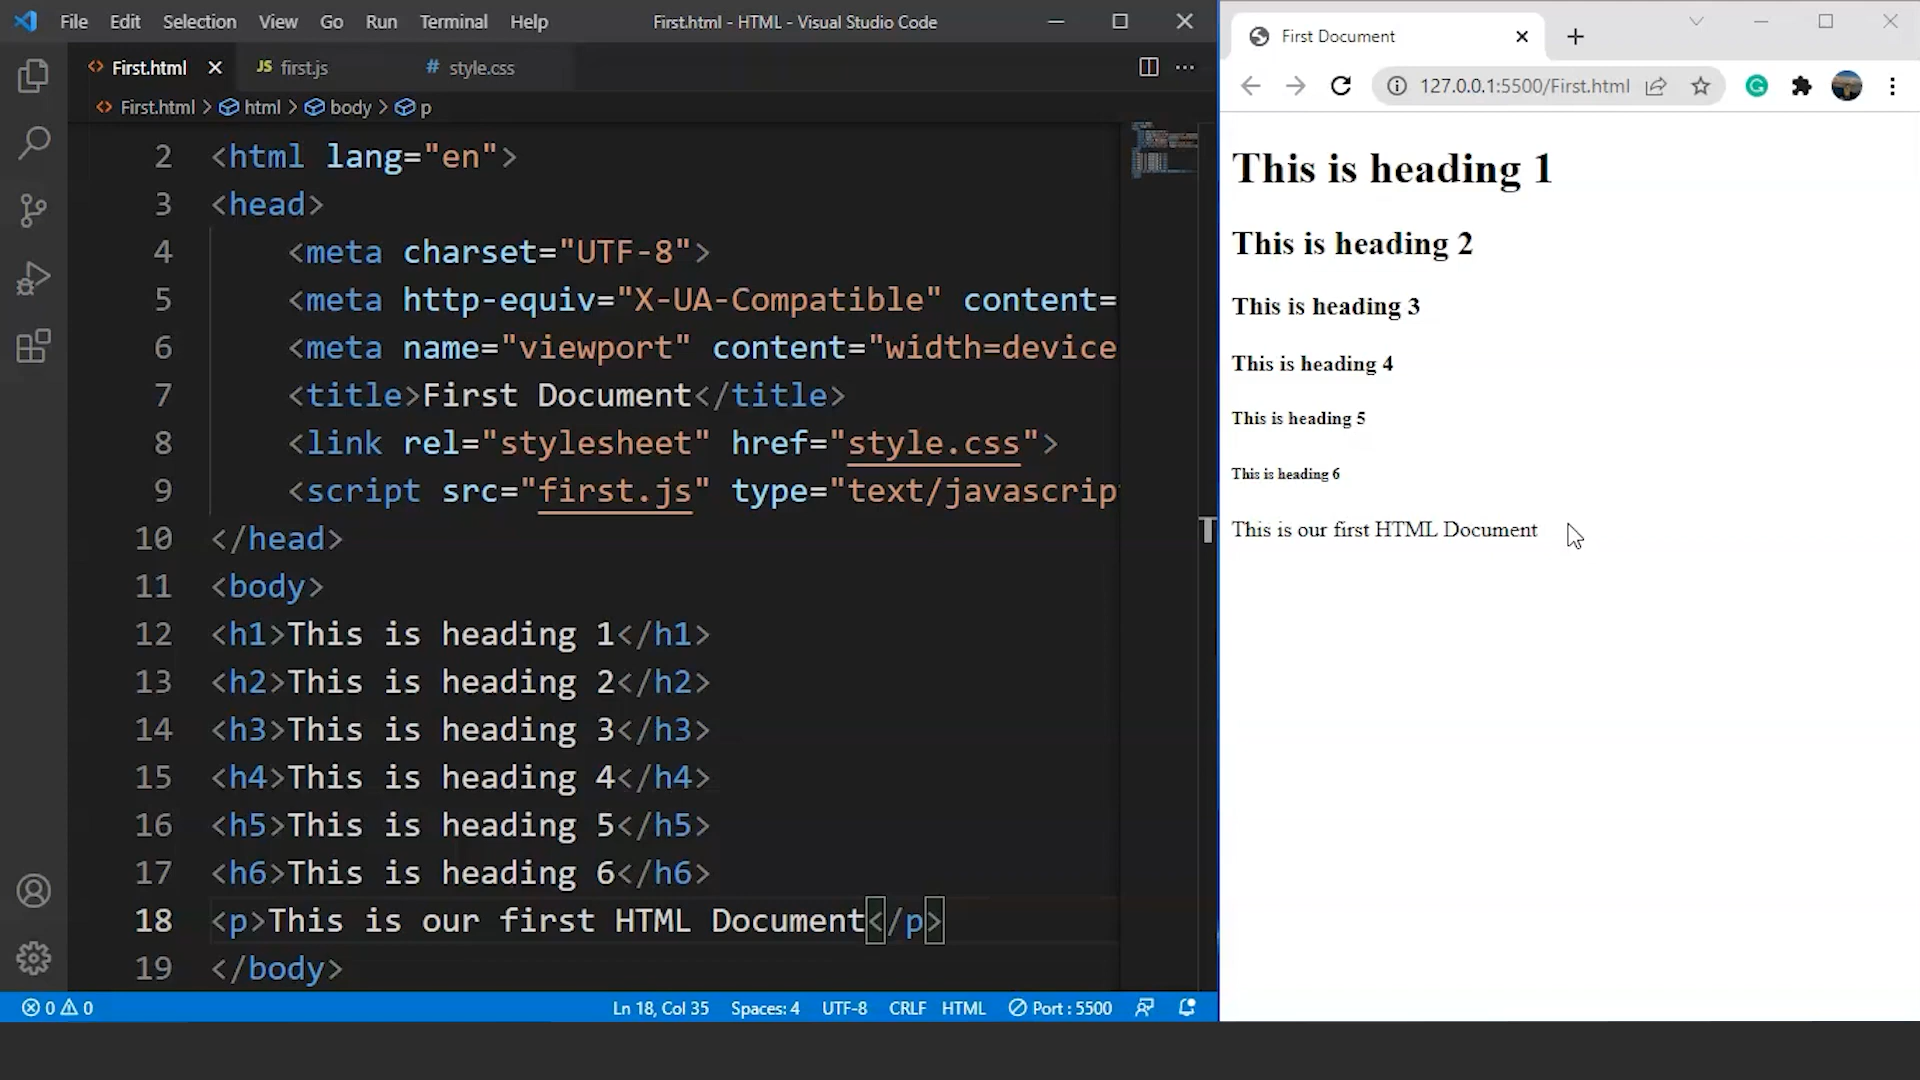 File Edit Selection View Go Run Terminal Help First.html - HTML - Visual Studio Code
First.html JS first.js # style.css
First.html > html > body > p
2 <html lang="en">
3 <head>
4 <meta charset="UTF-8">
5 <meta http-equiv="X-UA-Compatible" content=
6 <meta name="viewport" content="width=device
7 <title>First Document</title>
8 <link rel="stylesheet" href="style.css">
9 <script src="first.js" type="text/javascrip
10 </head>
11 <body>
12 <h1>This is heading 1</h1>
13 <h2>This is heading 2</h2>
14 <h3>This is heading 3</h3>
15 <h4>This is heading 4</h4>
16 <h5>This is heading 5</h5>
17 <h6>This is heading 6</h6>
18 <p>This is our first HTML Document</p>
19 </body>
0 0 Ln 18, Col 35 Spaces: 4 UTF-8 CRLF HTML Port : 5500
First Document
127.0.0.1:5500/First.html
This is heading 1
This is heading 2
This is heading 3
This is heading 4
This is heading 5
This is heading 6
This is our first HTML Document